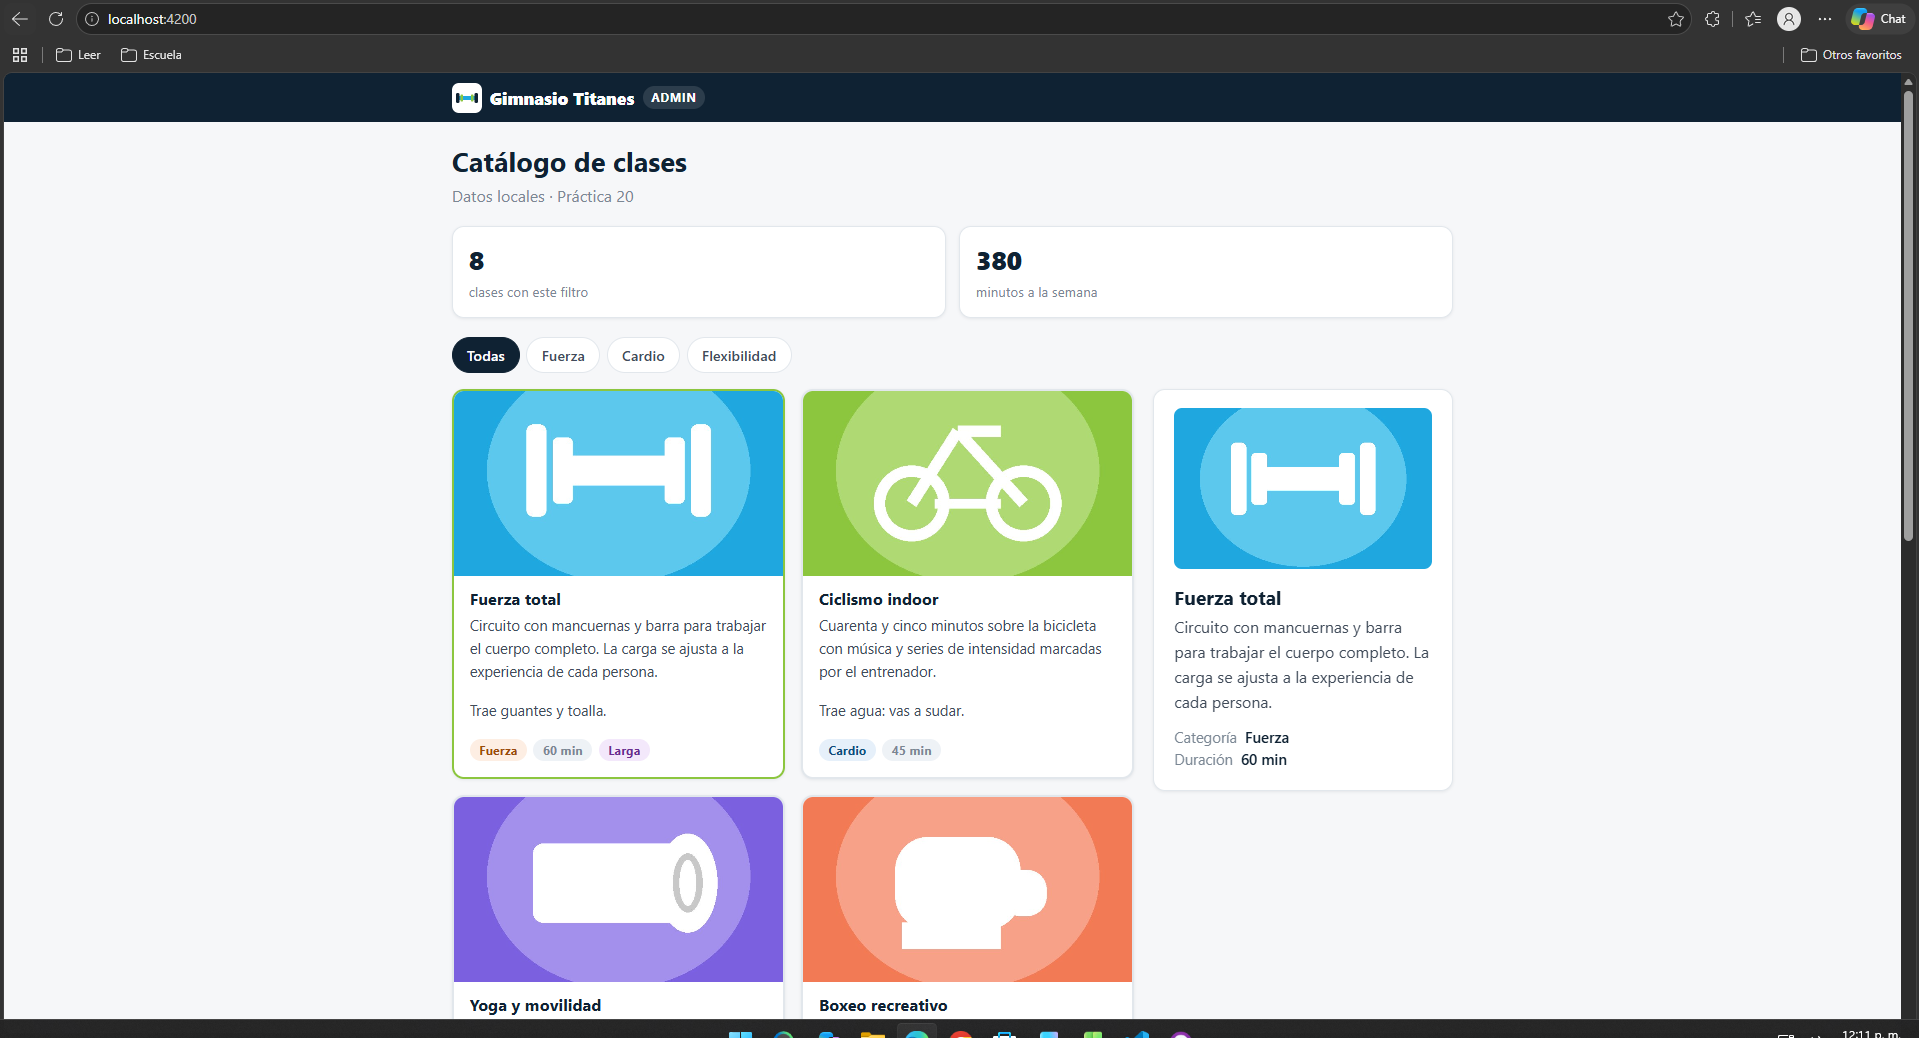 localhost:4200
Chat
Leer
Escuela
Otros favoritos
Gimnasio Titanes ADMIN
Catálogo de clases
Datos locales · Práctica 20
8
clases con este filtro
380
minutos a la semana
Todas
Fuerza
Cardio
Flexibilidad
Fuerza total
Circuito con mancuernas y barra para trabajar
el cuerpo completo. La carga se ajusta a la
experiencia de cada persona.
Trae guantes y toalla.
Fuerza 60 min Larga
Ciclismo indoor
Cuarenta y cinco minutos sobre la bicicleta
con música y series de intensidad marcadas
por el entrenador.
Trae agua: vas a sudar.
Cardio 45 min
Fuerza total
Circuito con mancuernas y barra
para trabajar el cuerpo completo. La
carga se ajusta a la experiencia de
cada persona.
Categoría Fuerza
Duración 60 min
Yoga y movilidad
Boxeo recreativo
12:11 p. m.